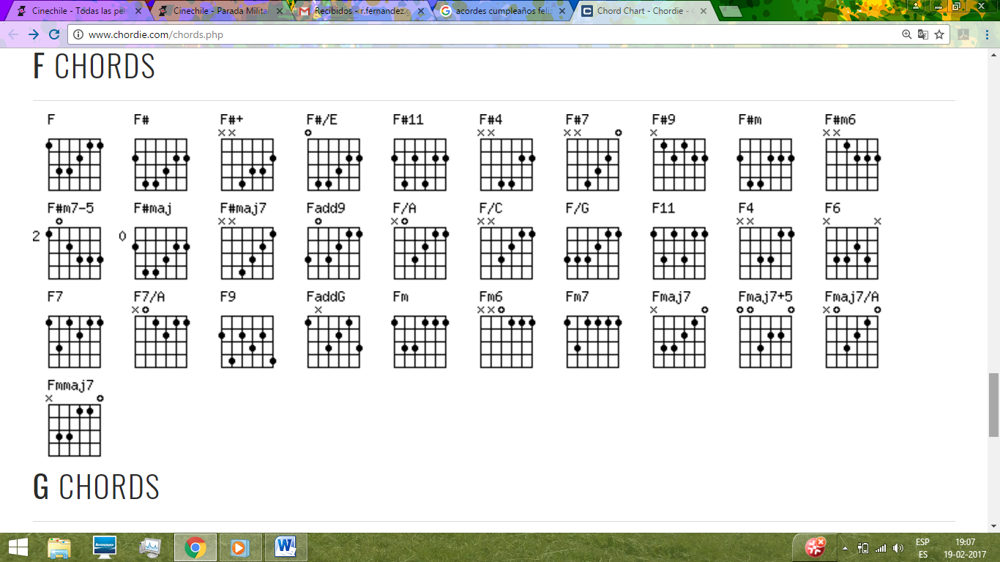 Cinechile - Todas las pel
Cinechile - Parada Milita
Recibidos - r.fernandez.g
acordes cumpleaños feliz
Chord Chart - Chordie - G
www.chordie.com/chords.php
F CHORDS
F F# F#+ F#/E F#11 F#4 F#7 F#9 F#m F#m6
F#m7-5 F#maj F#maj7 Fadd9 F/A F/C F/G F11 F4 F6
2 0
F7 F7/A F9 FaddG Fm Fm6 Fm7 Fmaj7 Fmaj7+5 Fmaj7/A
Fmmaj7
G CHORDS
lenovo
ESP 19:07
ES 19-02-2017